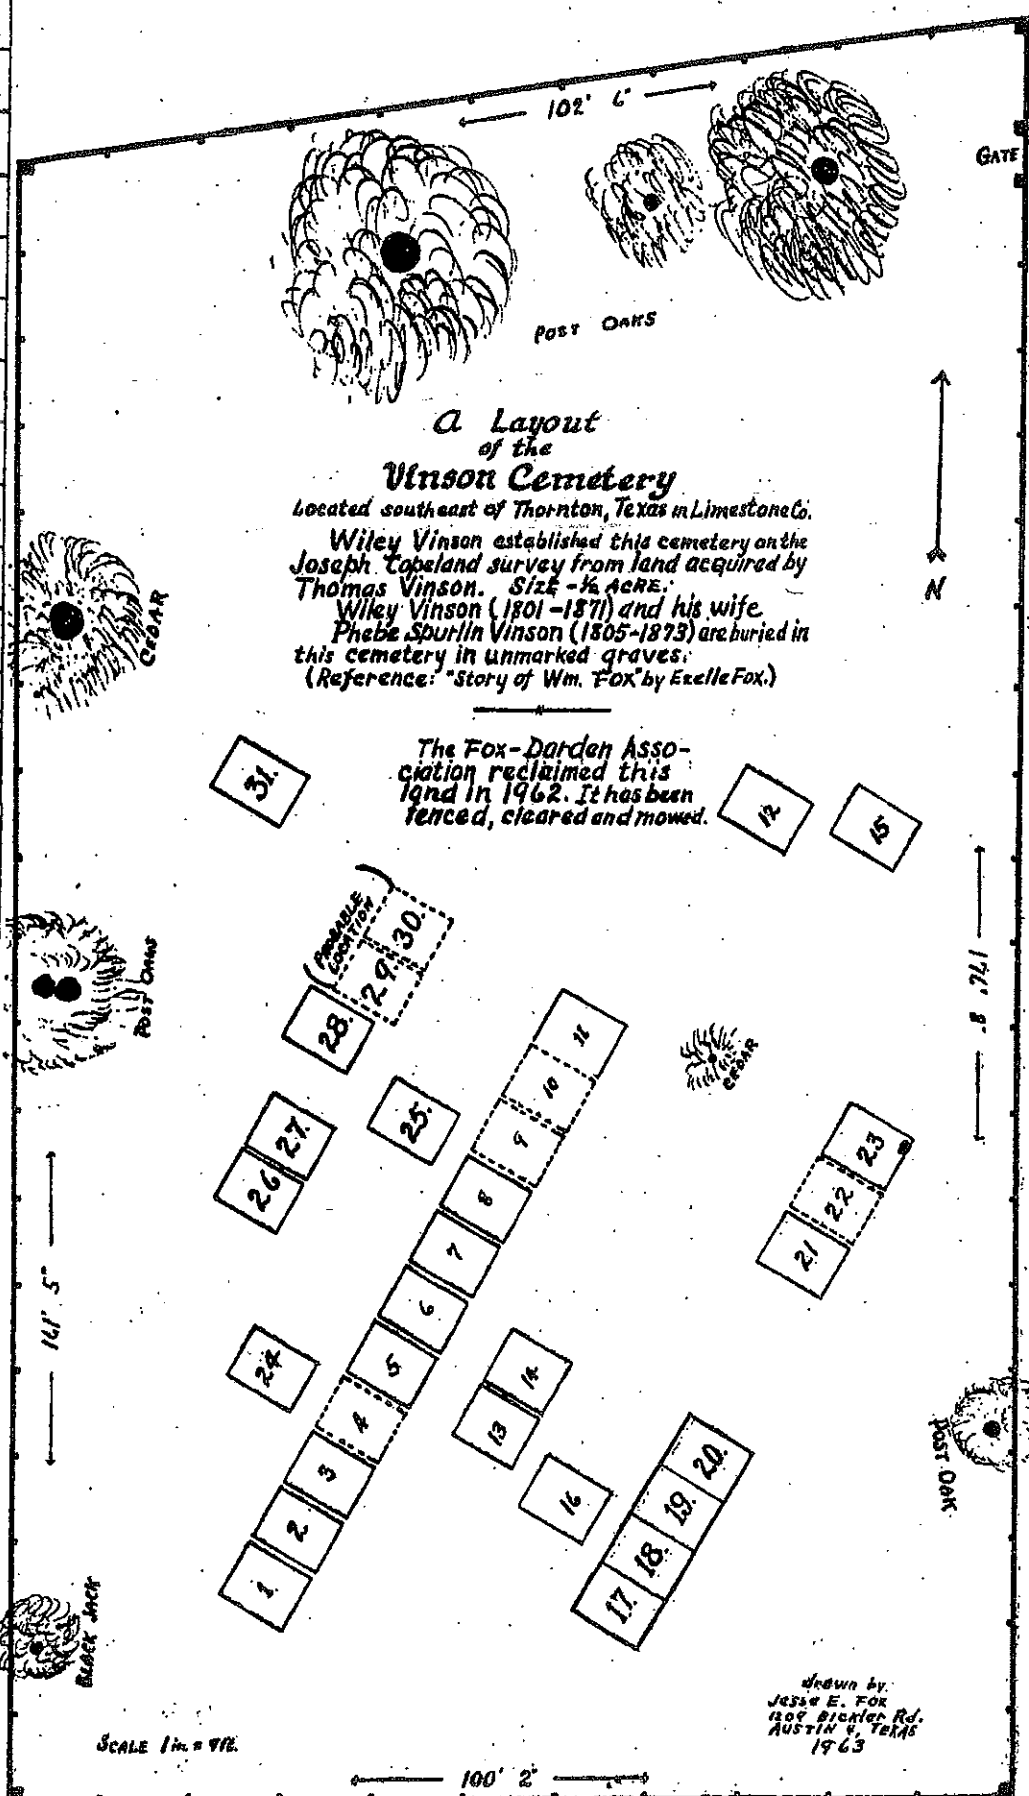 102' 6"
GATE
POST OAKS
A Layout
of the
Vinson Cemetery
Located southeast of Thornton, Texas in Limestone Co.
Wiley Vinson established this cemetery on the
Joseph Copeland survey from land acquired by
Thomas Vinson. SIZE - ½ ACRE.
Wiley Vinson (1801-1871) and his wife
Phebe Spurlin Vinson (1805-1873) are buried in
this cemetery in unmarked graves.
(Reference: "Story of Wm. Fox" by Exelle Fox.)
N
CEDAR
The Fox-Darden Asso-
ciation reclaimed this
land in 1962. It has been
fenced, cleared and mowed.
31.
12
15
(PROBABLE
LOCATION)
30.
29.
28.
POST OAKS
176' 8"
11
10
CEDAR
9
25.
27.
26
8
23
22
21
7
6
161' 5"
24
5
14
13
4
3
16
20.
19.
18.
17.
2
1
POST OAK
BLACK JACK
SCALE 1 in. = 9 ft.
drawn by:
Jesse E. Fox
1209 Bickler Rd.
AUSTIN 4, TEXAS
1963
100' 2"